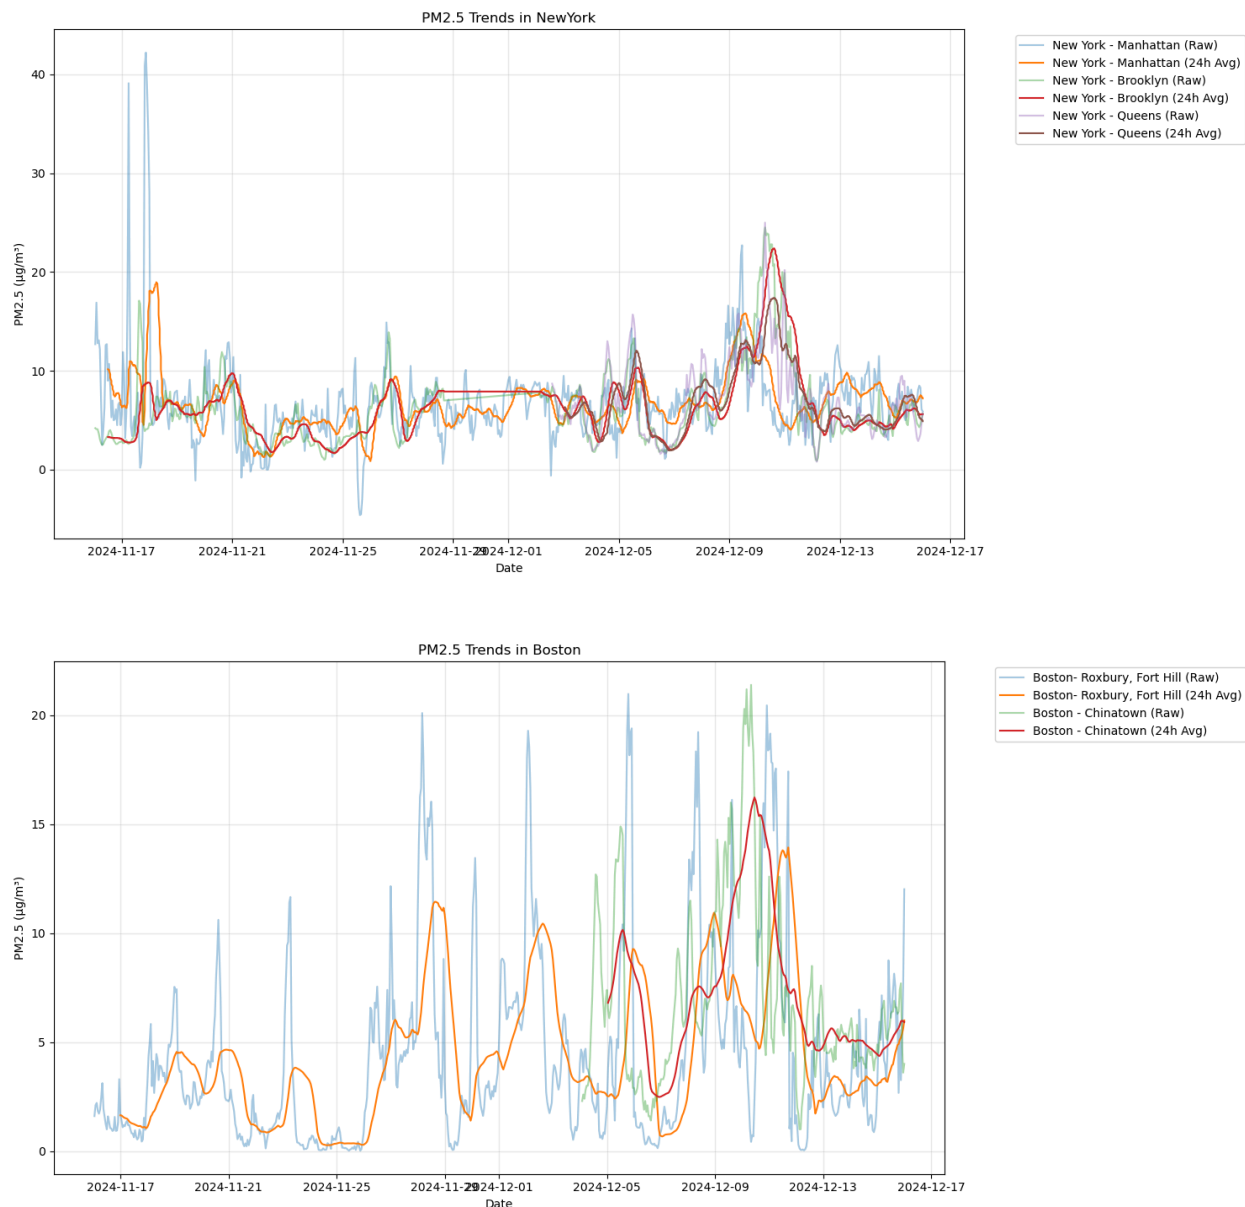 PM2.5 Trends in NewYork
40
30
20
10
0
PM2.5 (μg/m³)
2024-11-17
2024-11-21
2024-11-25
2024-11-29
2024-12-01
2024-12-05
2024-12-09
2024-12-13
2024-12-17
Date
New York - Manhattan (Raw)
New York - Manhattan (24h Avg)
New York - Brooklyn (Raw)
New York - Brooklyn (24h Avg)
New York - Queens (Raw)
New York - Queens (24h Avg)
PM2.5 Trends in Boston
20
15
10
5
0
PM2.5 (μg/m³)
2024-11-17
2024-11-21
2024-11-25
2024-11-29
2024-12-01
2024-12-05
2024-12-09
2024-12-13
2024-12-17
Date
Boston- Roxbury, Fort Hill (Raw)
Boston- Roxbury, Fort Hill (24h Avg)
Boston - Chinatown (Raw)
Boston - Chinatown (24h Avg)